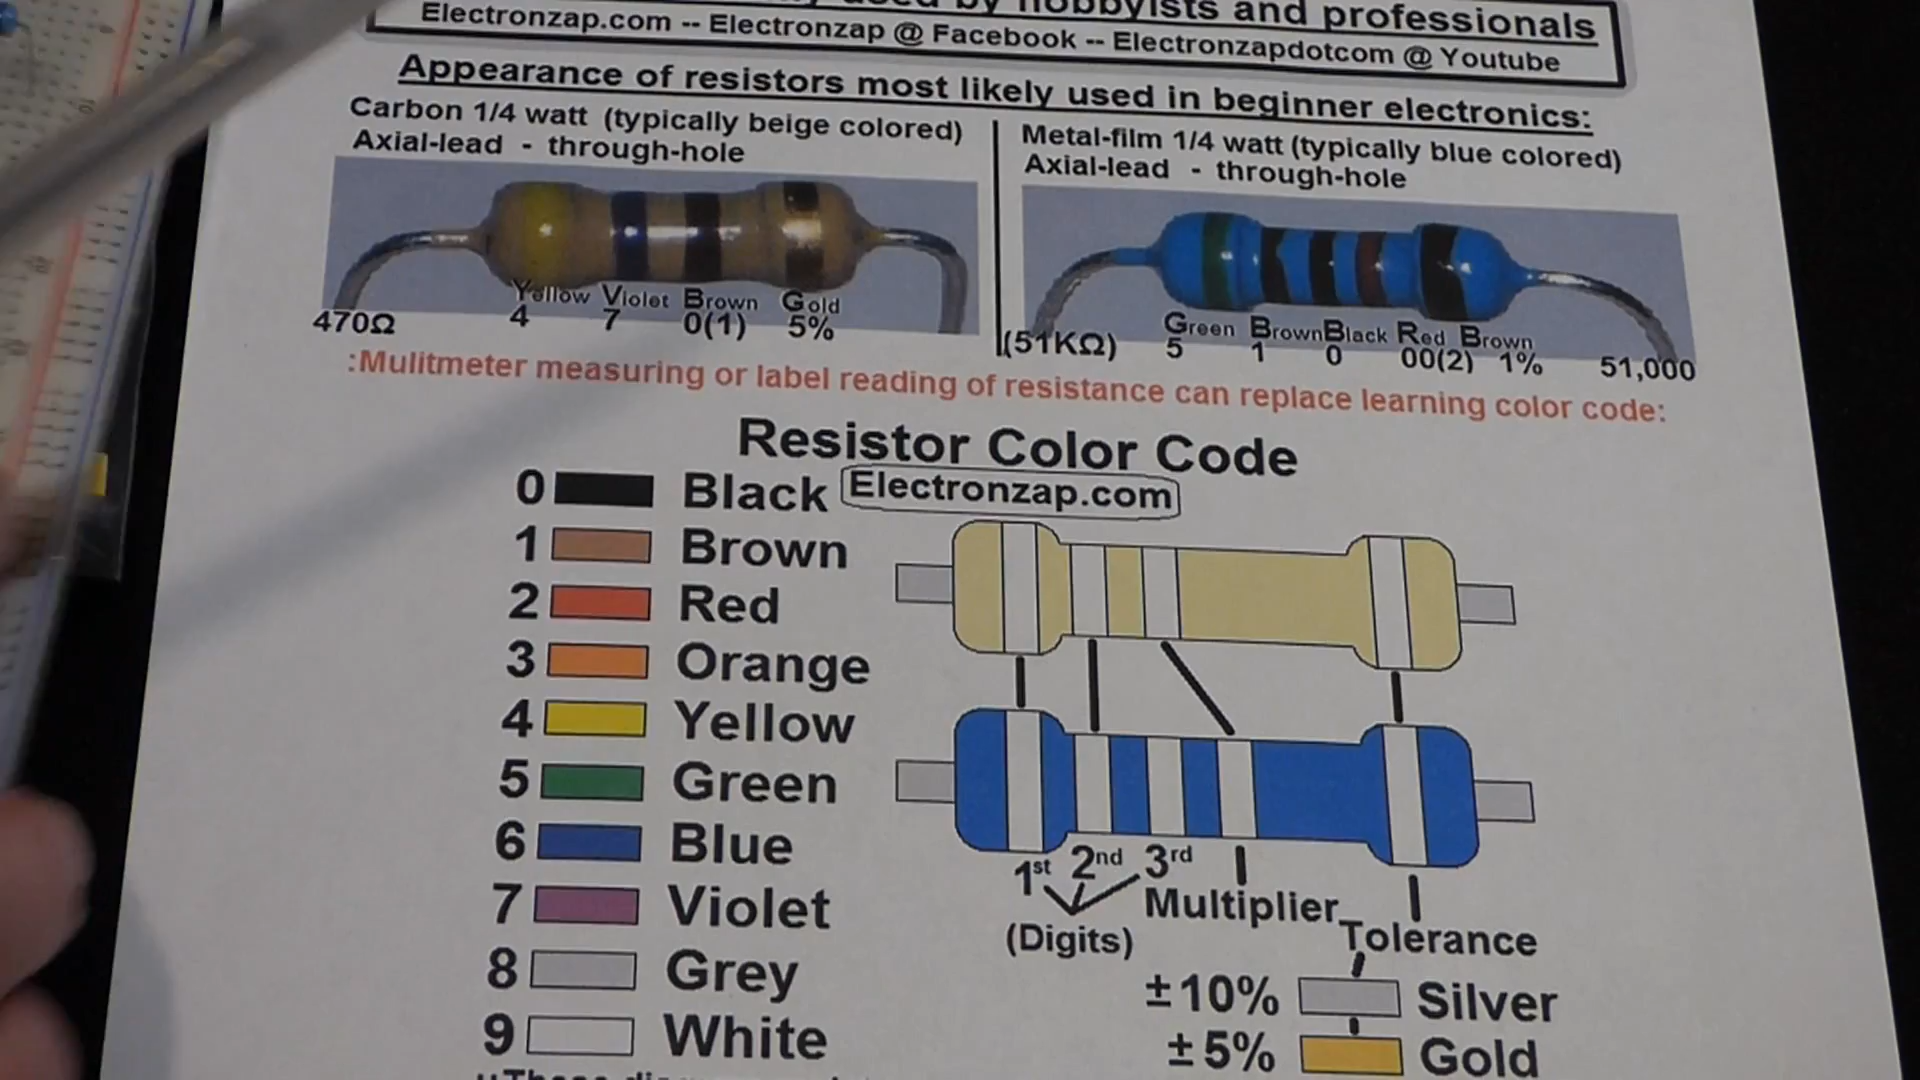 used by hobbyists and professionals
Electronzap.com -- Electronzap @ Facebook -- Electronzapdotcom @ Youtube
Appearance of resistors most likely used in beginner electronics:
Carbon 1/4 watt (typically beige colored)
Axial-lead - through-hole
Metal-film 1/4 watt (typically blue colored)
Axial-lead - through-hole
Yellow Violet Brown Gold
470Ω 4 7 0(1) 5%
Green Brown Black Red Brown
(51KΩ) 5 1 0 00(2) 1% 51,000
:Mulitmeter measuring or label reading of resistance can replace learning color code:
Resistor Color Code
Electronzap.com
0 Black
1 Brown
2 Red
3 Orange
4 Yellow
5 Green
6 Blue
7 Violet
8 Grey
9 White
1st 2nd 3rd
(Digits)
Multiplier
Tolerance
±10% Silver
±5% Gold